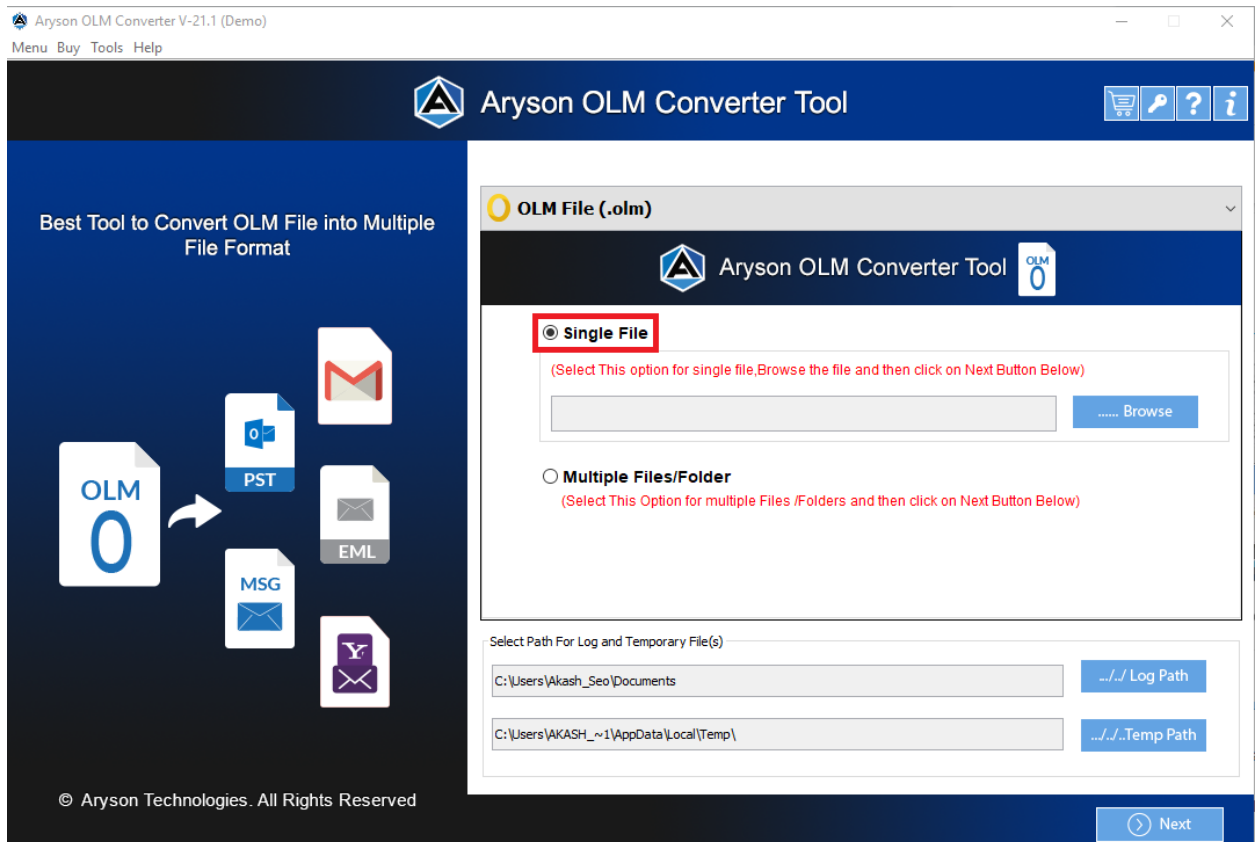 Aryson OLM Converter V-21.1 (Demo)
Menu Buy Tools Help
Aryson OLM Converter Tool
Best Tool to Convert OLM File into Multiple
File Format
OLM
PST
EML
MSG
© Aryson Technologies. All Rights Reserved
OLM File (.olm)
Aryson OLM Converter Tool
OLM
Single File
(Select This option for single file,Browse the file and then click on Next Button Below)
...... Browse
Multiple Files/Folder
(Select This Option for multiple Files /Folders and then click on Next Button Below)
Select Path For Log and Temporary File(s)
C:\Users\Akash_Seo\Documents
.../../ Log Path
C:\Users\AKASH_~1\AppData\Local\Temp\
.../../..Temp Path
Next